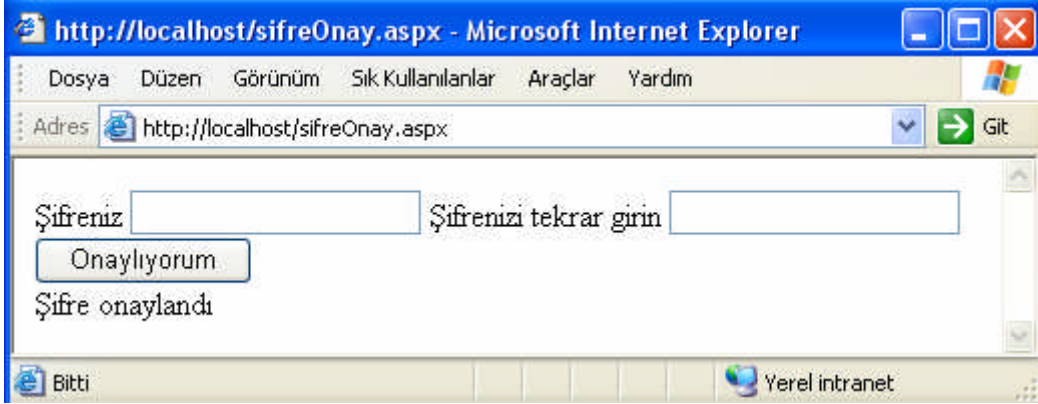 http://localhost/sifreOnay.aspx - Microsoft Internet Explorer
Dosya Düzen Görünüm Sık Kullanılanlar Araçlar Yardım
Adres http://localhost/sifreOnay.aspx Git
Şifreniz Şifrenizi tekrar girin
Onaylıyorum
Şifre onaylandı
Bitti Yerel intranet